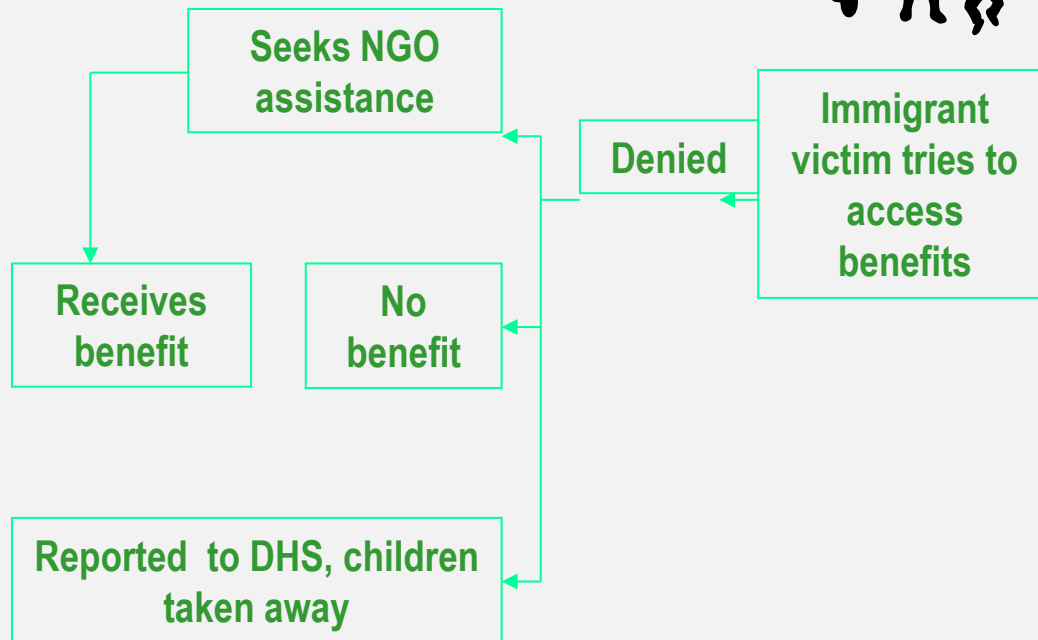 Seeks NGO
assistance
Denied
Immigrant
victim tries to
access
benefits
Receives
benefit
No
benefit
Reported  to DHS, children
taken away